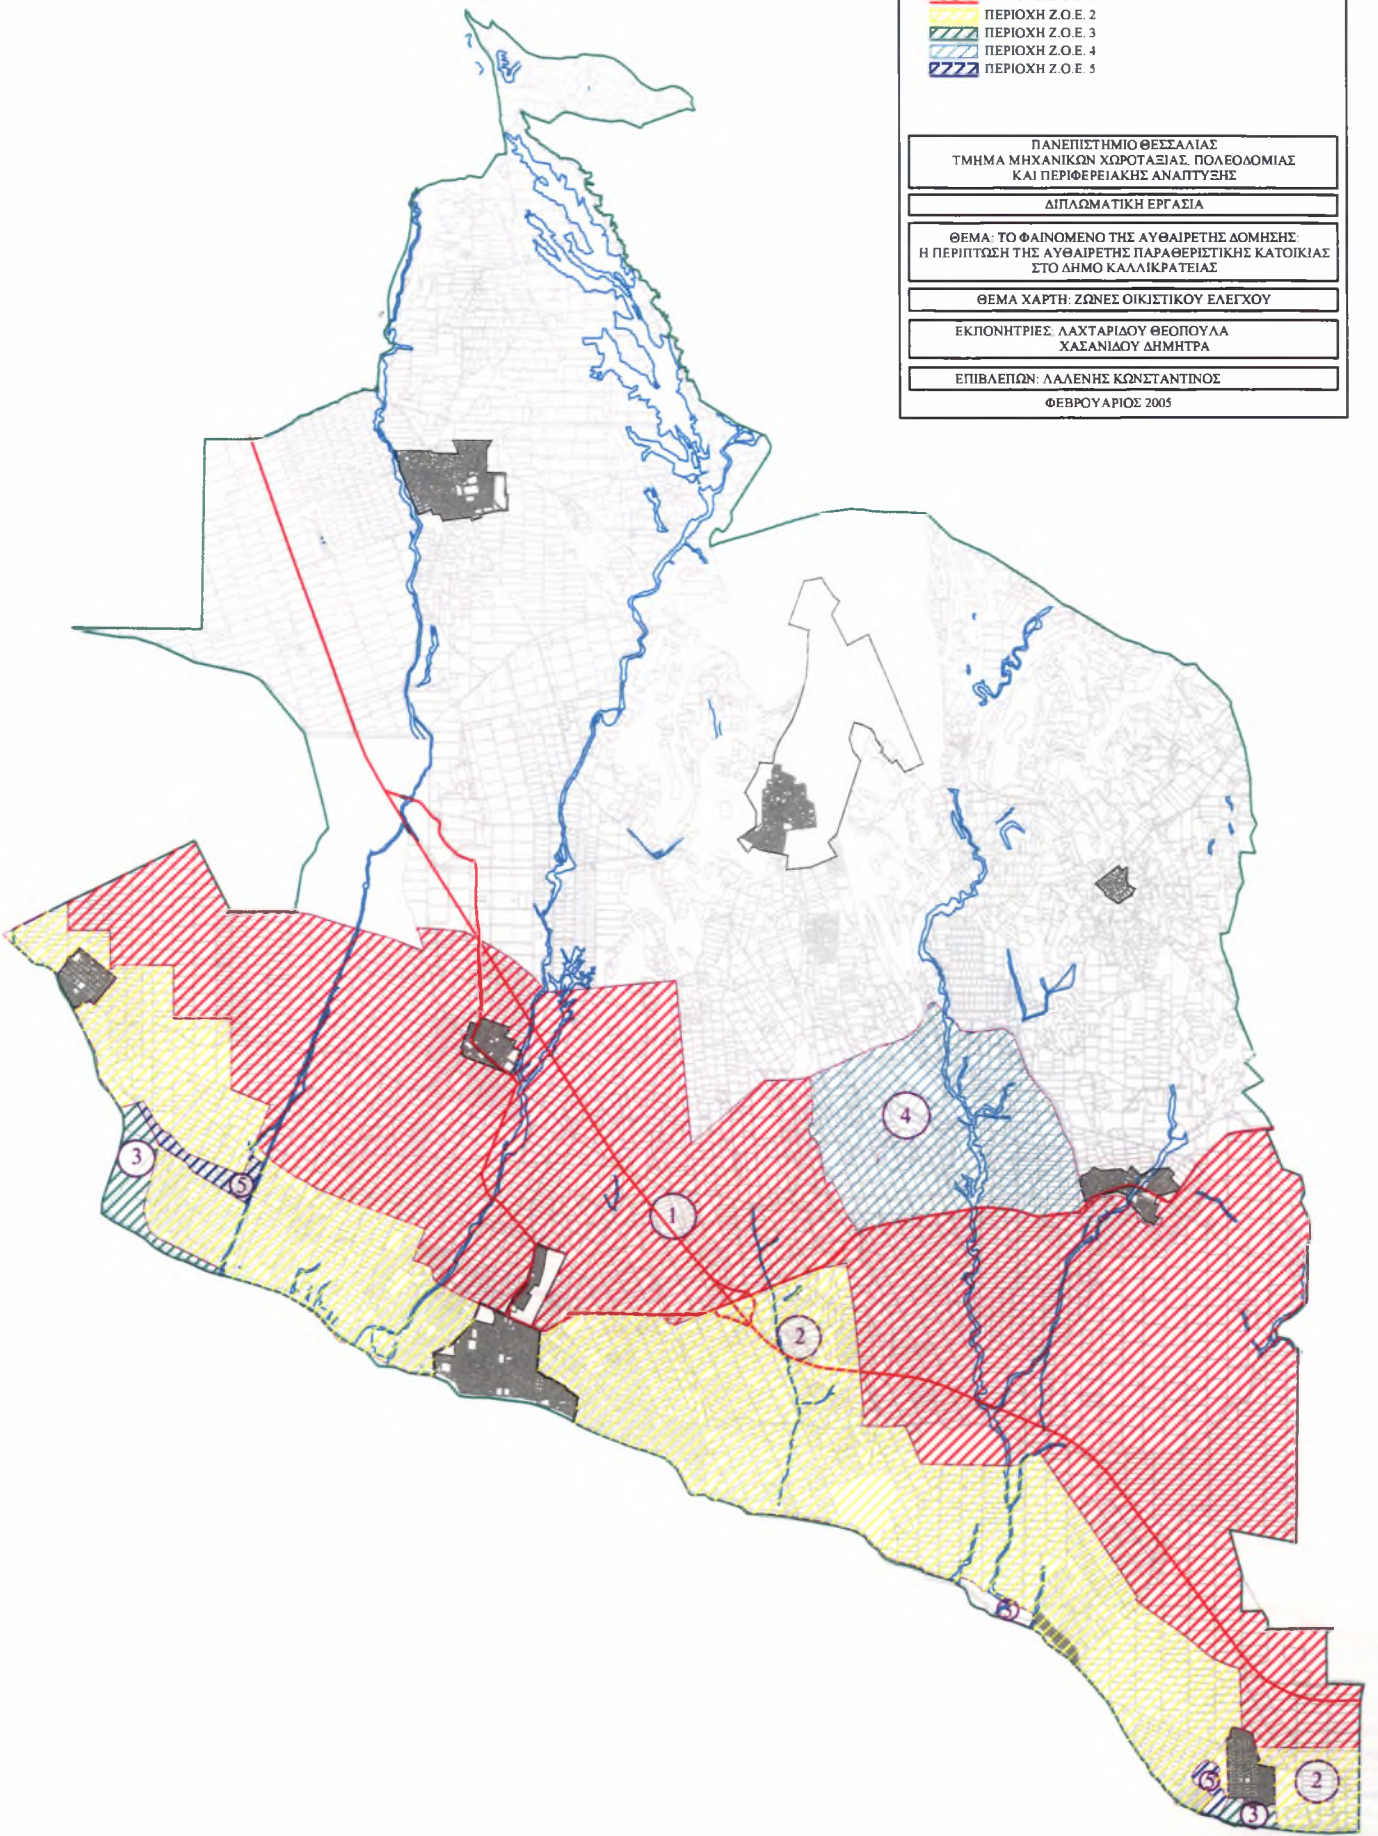 ΠΕΡΙΟΧΗ Ζ.Ο.Ε. 2
ΠΕΡΙΟΧΗ Ζ.Ο.Ε. 3
ΠΕΡΙΟΧΗ Ζ.Ο.Ε. 4
ΠΕΡΙΟΧΗ Ζ.Ο.Ε. 5
ΠΑΝΕΠΙΣΤΗΜΙΟ ΘΕΣΣΑΛΙΑΣ
ΤΜΗΜΑ ΜΗΧΑΝΙΚΩΝ ΧΩΡΟΤΑΞΙΑΣ, ΠΟΛΕΟΔΟΜΙΑΣ
ΚΑΙ ΠΕΡΙΦΕΡΕΙΑΚΗΣ ΑΝΑΠΤΥΞΗΣ
ΔΙΠΛΩΜΑΤΙΚΗ ΕΡΓΑΣΙΑ
ΘΕΜΑ: ΤΟ ΦΑΙΝΟΜΕΝΟ ΤΗΣ ΑΥΘΑΙΡΕΤΗΣ ΔΟΜΗΣΗΣ:
Η ΠΕΡΙΠΤΩΣΗ ΤΗΣ ΑΥΘΑΙΡΕΤΗΣ ΠΑΡΑΘΕΡΙΣΤΙΚΗΣ ΚΑΤΟΙΚΙΑΣ
ΣΤΟ ΔΗΜΟ ΚΑΛΛΙΚΡΑΤΕΙΑΣ
ΘΕΜΑ ΧΑΡΤΗ: ΖΩΝΕΣ ΟΙΚΙΣΤΙΚΟΥ ΕΛΕΓΧΟΥ
ΕΚΠΟΝΗΤΡΙΕΣ: ΛΑΧΤΑΡΙΔΟΥ ΘΕΟΠΟΥΛΑ
ΧΑΣΑΝΙΔΟΥ ΔΗΜΗΤΡΑ
ΕΠΙΒΛΕΠΩΝ: ΛΑΛΕΝΗΣ ΚΩΝΣΤΑΝΤΙΝΟΣ
ΦΕΒΡΟΥΑΡΙΟΣ 2005
4
3
5
1
2
5
5
2
3